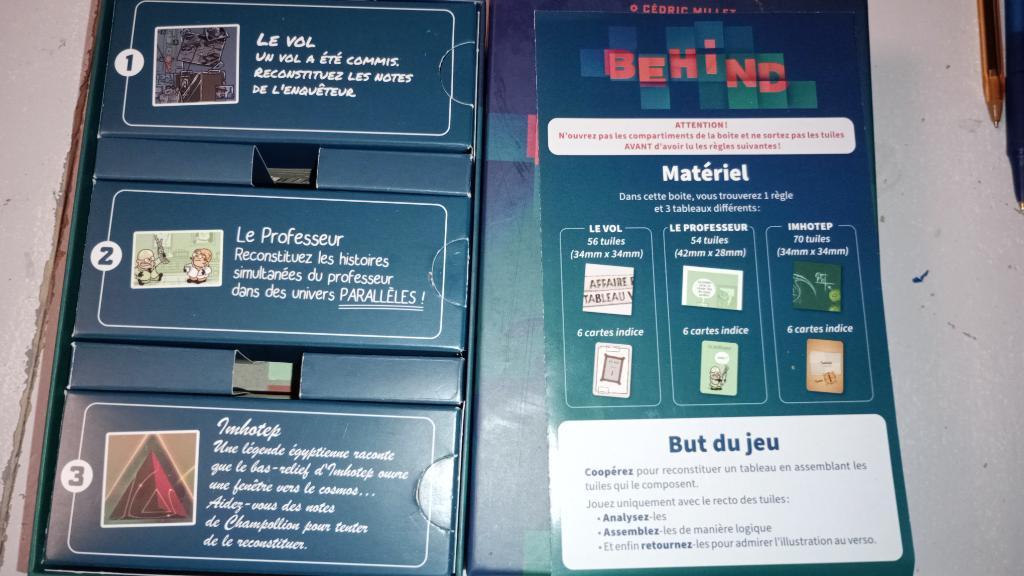 1
Le vol
Un vol a été commis.
Reconstituez les notes
de l'enquêteur
2
Le Professeur
Reconstituez les histoires
simultanées du professeur
dans des univers PARALLÈLES !
3
Imhotep
Une légende égyptienne raconte
que le bas-relief d'Imhotep ouvre
une fenêtre vers le cosmos...
Aidez-vous des notes
de Champollion pour tenter
de le reconstituer.
CÉDRIC MILLET
BEHIND
ATTENTION !
N'ouvrez pas les compartiments de la boite et ne sortez pas les tuiles
AVANT d'avoir lu les règles suivantes !
Matériel
Dans cette boite, vous trouverez 1 règle
et 3 tableaux différents :
LE VOL
56 tuiles
(34mm x 34mm)
AFFAIRE
TABLEAU
6 cartes indice
LE PROFESSEUR
54 tuiles
(42mm x 28mm)
6 cartes indice
IMHOTEP
70 tuiles
(34mm x 34mm)
6 cartes indice
But du jeu
Coopérez pour reconstituer un tableau en assemblant les
tuiles qui le composent.
Jouez uniquement avec le recto des tuiles :
• Analysez-les
• Assemblez-les de manière logique
• Et enfin retournez-les pour admirer l'illustration au verso.